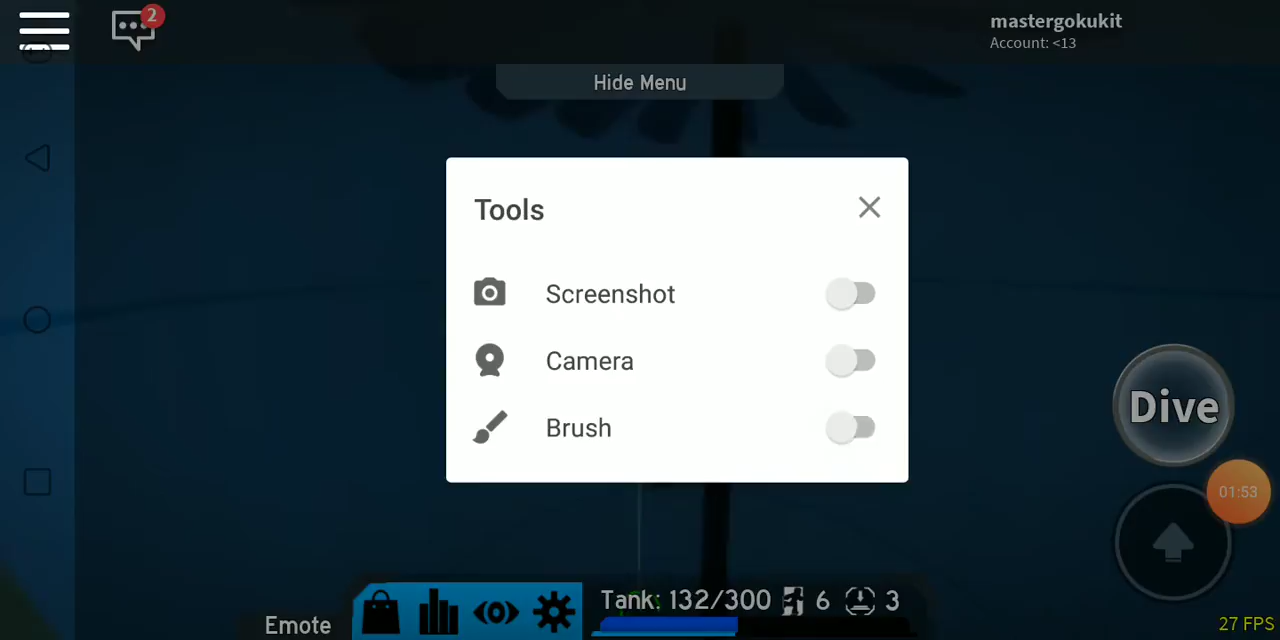 2
mastergokukit
Account: <13
Hide Menu
Tools
Screenshot
Camera
Brush
Dive
01:53
Tank: 132/300 6 3
Emote
27 FPS